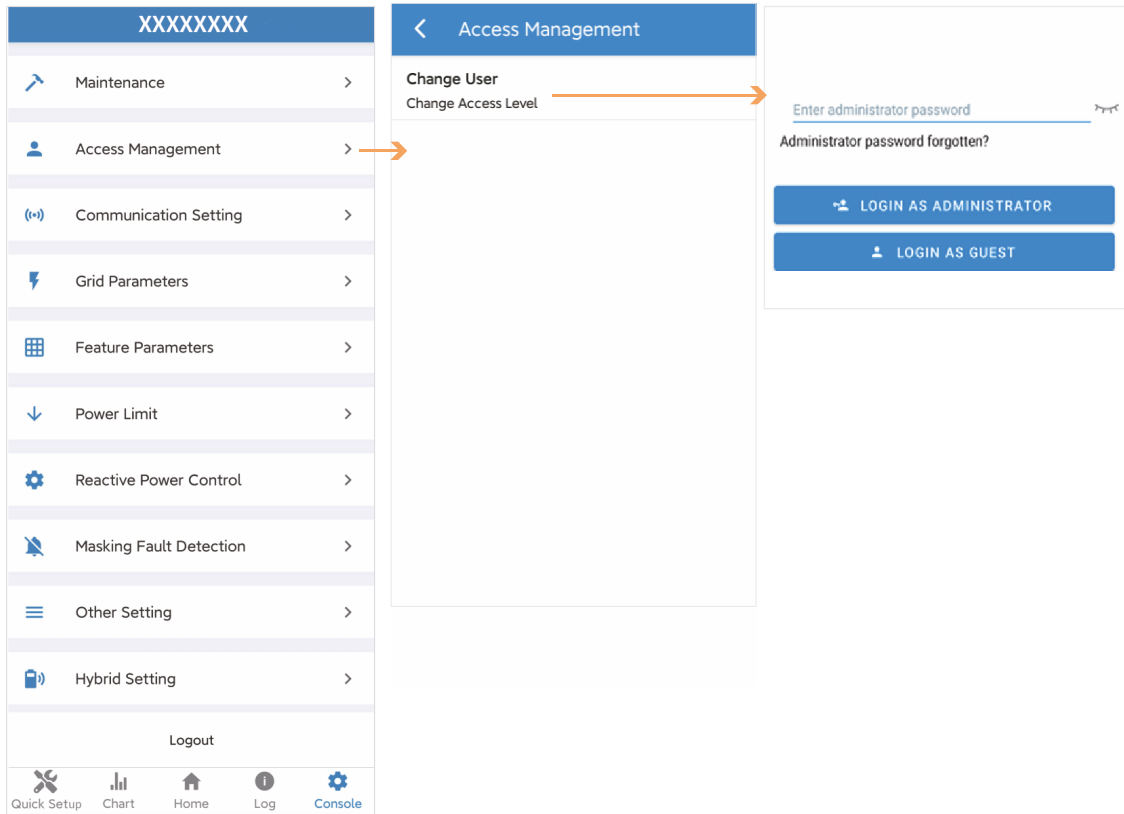 XXXXXXXX
Maintenance
Access Management
Communication Setting
Grid Parameters
Feature Parameters
Power Limit
Reactive Power Control
Masking Fault Detection
Other Setting
Hybrid Setting
Logout
Quick Setup
Chart
Home
Log
Console
Access Management
Change User
Change Access Level
Enter administrator password
Administrator password forgotten?
LOGIN AS ADMINISTRATOR
LOGIN AS GUEST